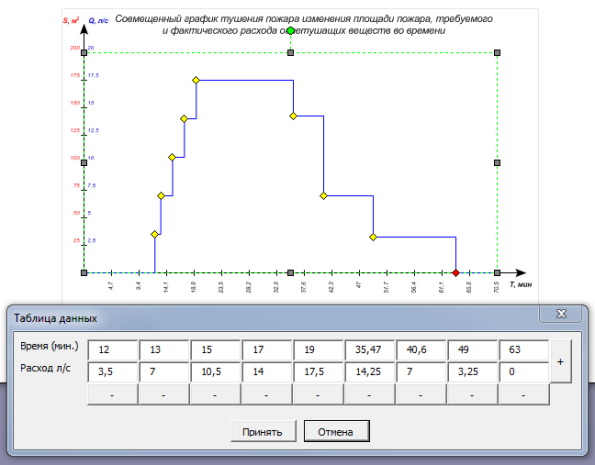 Совмещенный график тушения пожара изменения площади пожара, требуемого
и фактического расхода огнетушащих веществ во времени
S, м² Q, л/с
200 20
175 17,5
150 15
125 12,5
100 10
75 7,5
50 5
25 2,5
4,7 9,4 14,1 18,8 23,5 28,2 32,9 37,6 42,3 47 51,7 56,4 61,1 65,8 70,5 Т, мин
Таблица данных
Время (мин.) 12 13 15 17 19 35,47 40,6 49 63
+
Расход л/с 3,5 7 10,5 14 17,5 14,25 7 3,25 0
- - - - - - - - -
Принять Отмена